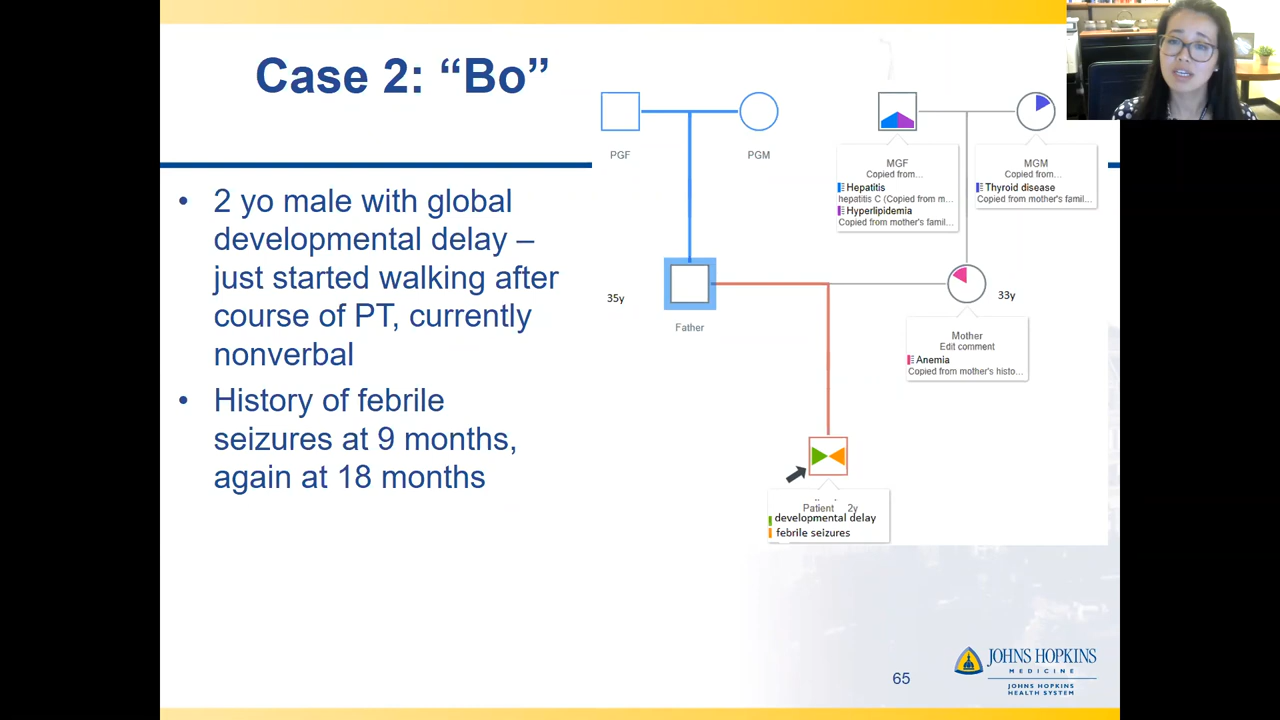 Case 2: “Bo”
• 2 yo male with global
developmental delay –
just started walking after
course of PT, currently
nonverbal
• History of febrile
seizures at 9 months,
again at 18 months
PGF
PGM
MGF
Copied from...
Hepatitis
hepatitis C (Copied from m...
Hyperlipidemia
Copied from mother's famil...
MGM
Copied from...
Thyroid disease
Copied from mother's famil...
35y
Father
33y
Mother
Edit comment
Anemia
Copied from mother's histo...
Patient 2y
developmental delay
febrile seizures
65
JOHNS HOPKINS
MEDICINE
JOHNS HOPKINS
HEALTH SYSTEM